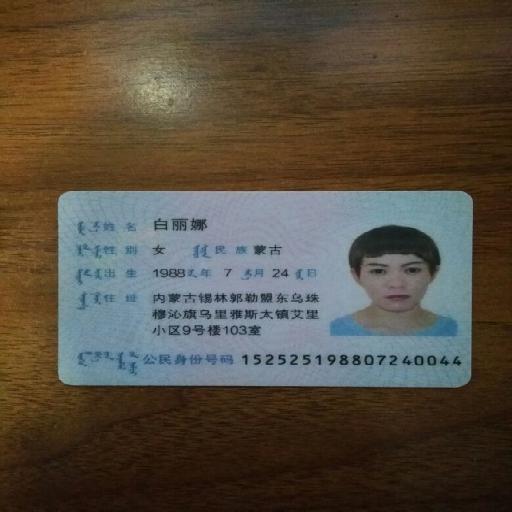 姓名 白丽娜
性别 女 民族 蒙古
出生 1988 年 7 月 24 日
住址 内蒙古锡林郭勒盟东乌珠
穆沁旗乌里雅斯太镇艾里
小区9号楼103室
公民身份号码 152525198807240044